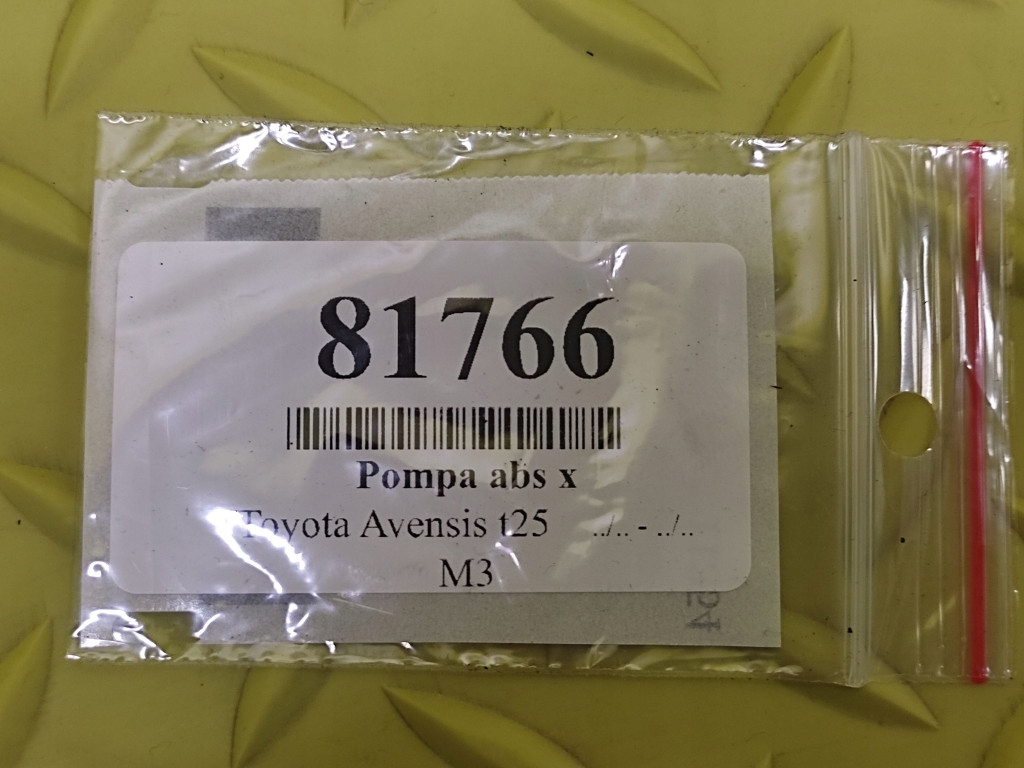 81766
Pompa abs x
Toyota Avensis t25 ../..- ../..
M3